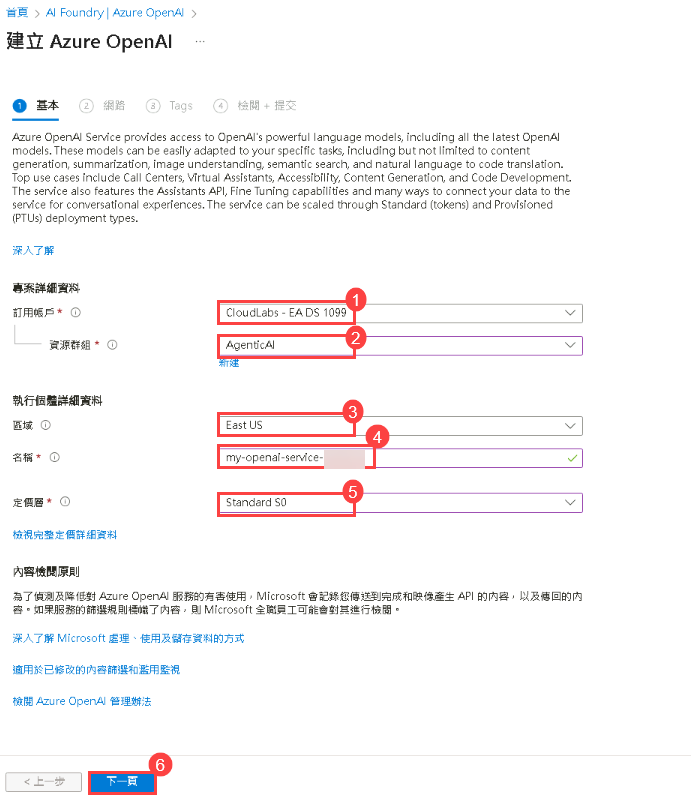 首頁 > AI Foundry | Azure OpenAI >
建立 Azure OpenAI ...
1 基本 2 網路 3 Tags 4 檢閱 + 提交
Azure OpenAI Service provides access to OpenAI's powerful language models, including all the latest OpenAI
models. These models can be easily adapted to your specific tasks, including but not limited to content
generation, summarization, image understanding, semantic search, and natural language to code translation.
Top use cases include Call Centers, Virtual Assistants, Accessibility, Content Generation, and Code Development.
The service also features the Assistants API, Fine Tuning capabilities and many ways to connect your data to the
service for conversational experiences. The service can be scaled through Standard (tokens) and Provisioned
(PTUs) deployment types.
深入了解
專案詳細資料
1
訂用帳戶 * CloudLabs - EA DS 1099
2
資源群組 * AgenticAI
新建
執行個體詳細資料
3
區域 East US
4
名稱 * my-openai-service-
5
定價層 * Standard S0
檢視完整定價詳細資料
內容檢閱原則
為了偵測及降低對 Azure OpenAI 服務的有害使用，Microsoft 會記錄您傳送到完成和映像產生 API 的內容，以及傳回的內
容。如果服務的篩選規則標幟了內容，則 Microsoft 全職員工可能會對其進行檢閱。
深入了解 Microsoft 處理、使用及儲存資料的方式
適用於已修改的內容篩選和濫用監視
檢閱 Azure OpenAI 管理辦法
6
< 上一步 下一頁